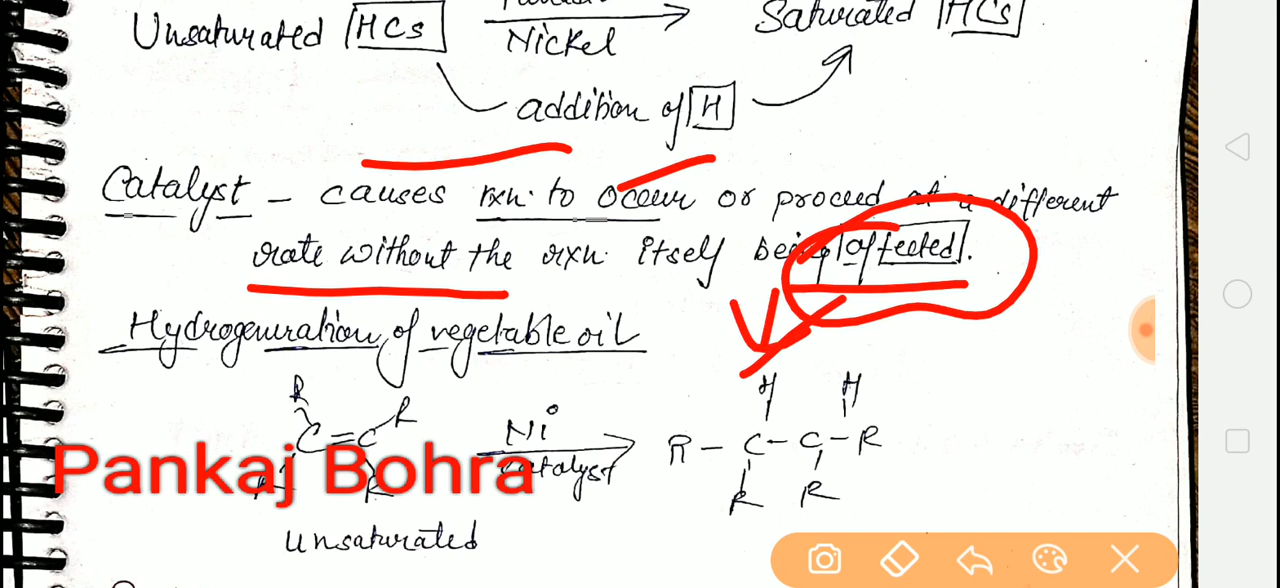 Unsaturated HCs
Nickel
Saturated HCs
addition of H
Catalyst - causes rxn. to occur or proceed at a different
rate without the rxn. itself being affected.
Hydrogenation of vegetable oil
R
C = C R
R R
Ni
catalyst
H H
R - C - C - R
R R
Pankaj Bohra
Unsaturated